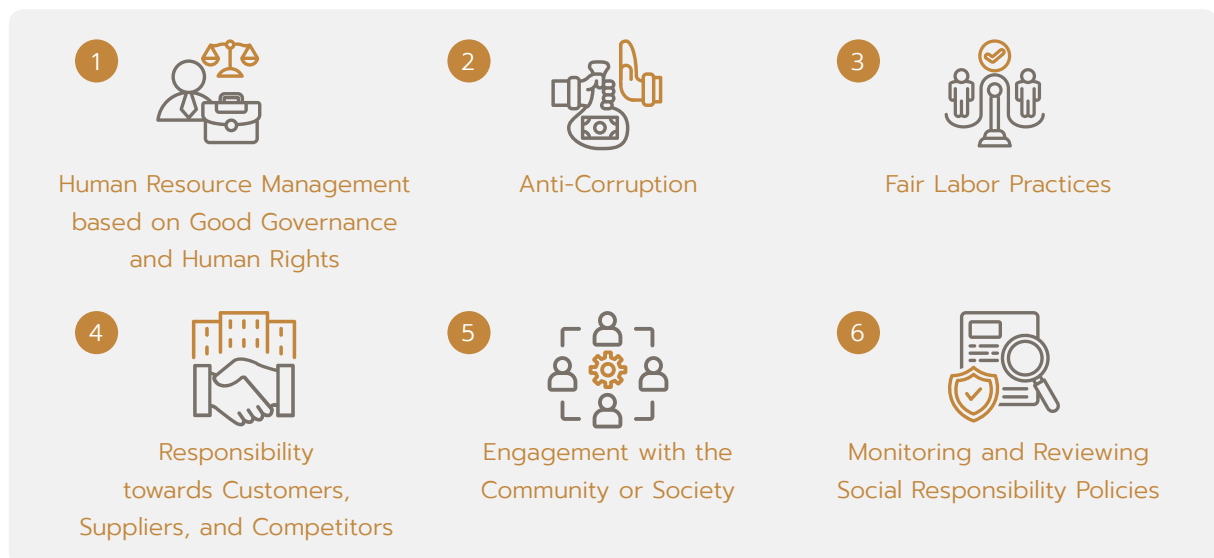 1
Human Resource Management
based on Good Governance
and Human Rights
2
Anti-Corruption
3
Fair Labor Practices
4
Responsibility
towards Customers,
Suppliers, and Competitors
5
Engagement with the
Community or Society
6
Monitoring and Reviewing
Social Responsibility Policies